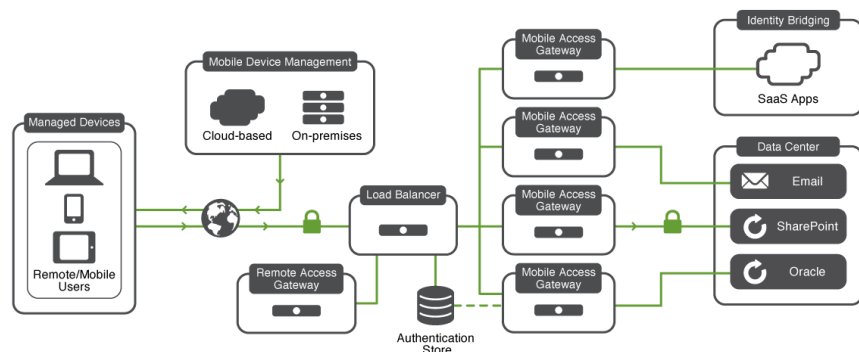 Mobile Device Management
Cloud-based
On-premises
Managed Devices
Remote/Mobile
Users
Load Balancer
Remote Access
Gateway
Authentication
Store
Mobile Access
Gateway
Mobile Access
Gateway
Mobile Access
Gateway
Mobile Access
Gateway
Identity Bridging
SaaS Apps
Data Center
Email
SharePoint
Oracle